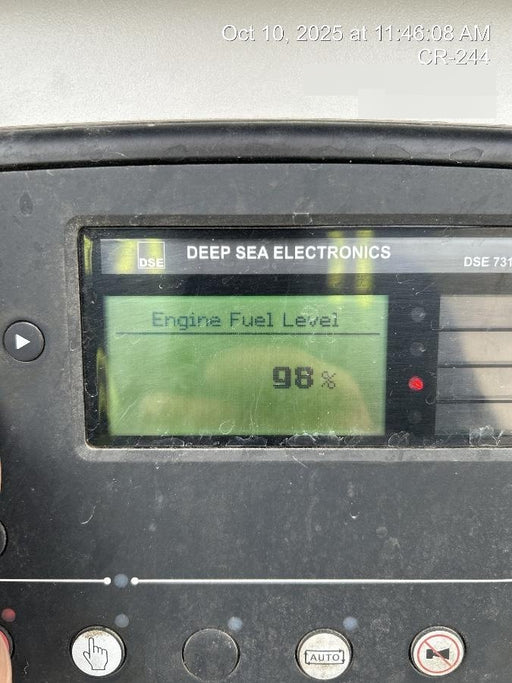 Oct 10, 2025 at 11:46:08 AM
CR-244
DSE
DEEP SEA ELECTRONICS
DSE 731
Engine Fuel Level
98 %
AUTO